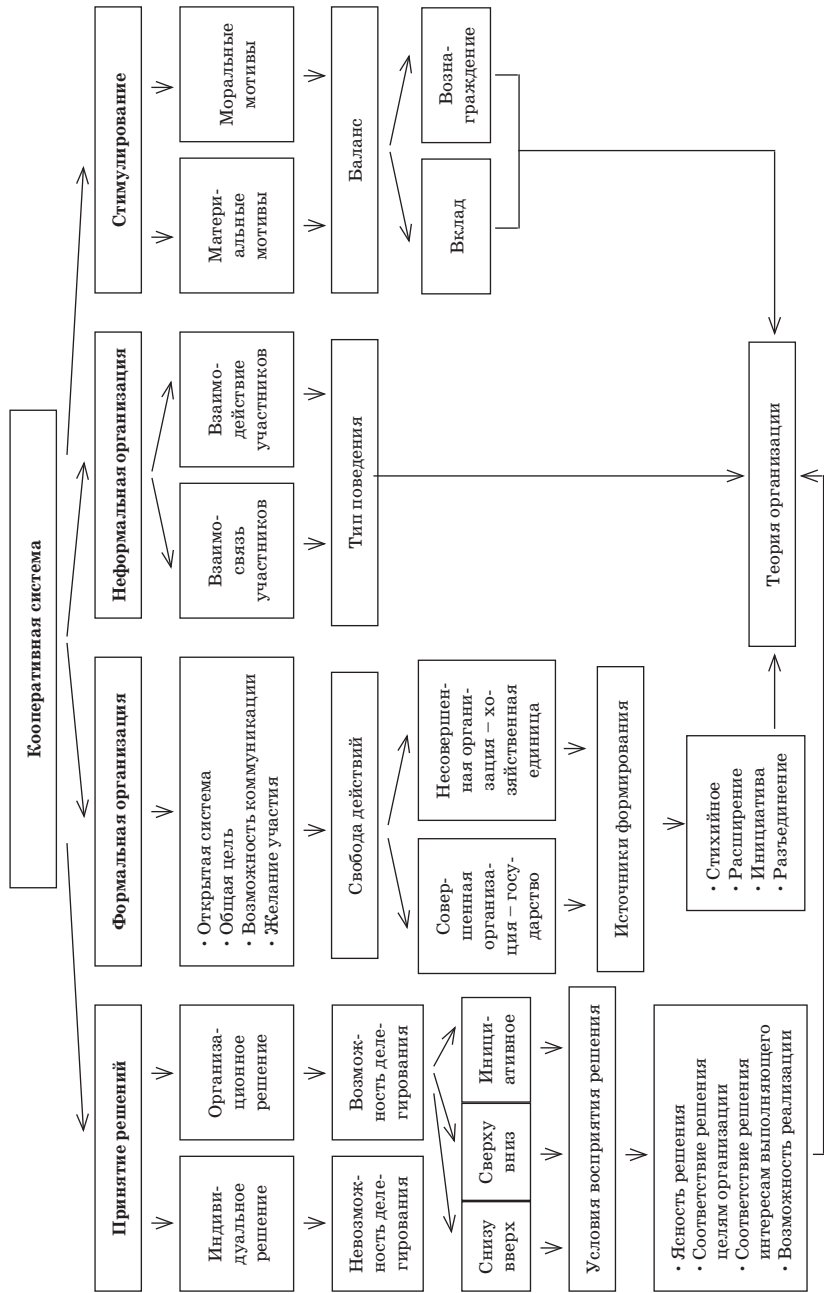 Кооперативная система
Принятие решений
Индиви-
дуальное
решение
Организа-
ционное
решение
Невозмож-
ность деле-
гирования
Возмож-
ность деле-
гирования
Снизу
вверх
Сверху
вниз
Иници-
ативное
Условия восприятия решения
· Ясность решения
· Соответствие решения
целям организации
· Соответствие решения
интересам выполняющего
· Возможность реализации
Формальная организация
· Открытая система
· Общая цель
· Возможность коммуникации
· Желание участия
Свобода действий
Совер-
шенная
организа-
ция – госу-
дарство
Несовершен-
ная органи-
зация – хо-
зяйственная
единица
Источники формирования
· Стихийное
· Расширение
· Инициатива
· Разъединение
Неформальная организация
Взаимо-
связь
участников
Взаимо-
действие
участников
Тип поведения
Стимулирование
Матери-
альные
мотивы
Моральные
мотивы
Баланс
Вклад
Возна-
граждение
Теория организации